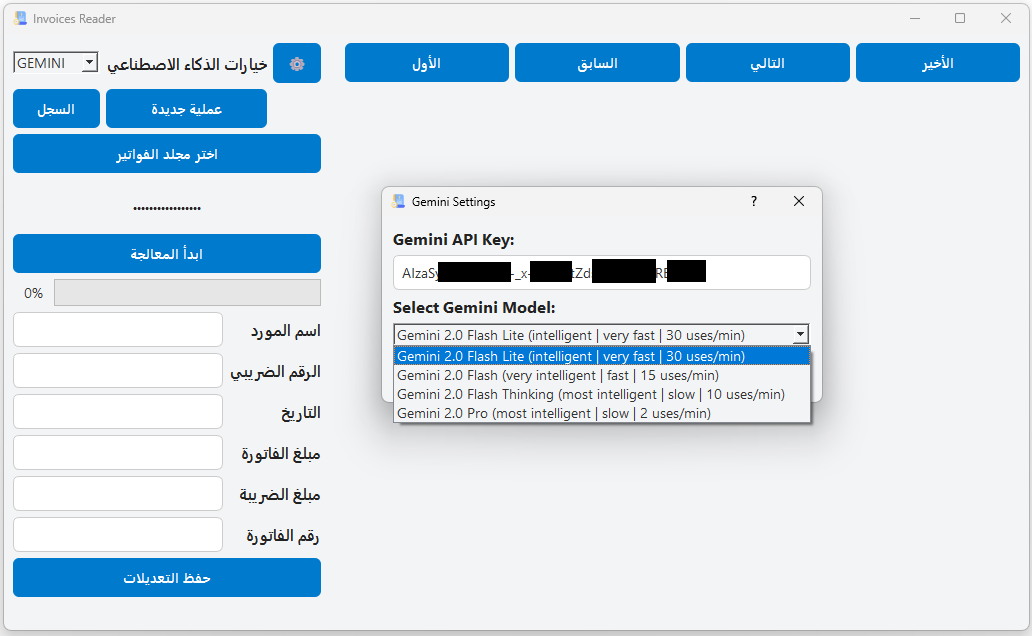 Invoices Reader
GEMINI
خيارات الذكاء الاصطناعي
الأول
السابق
التالي
الأخير
السجل
عملية جديدة
اختر مجلد الفواتير
.................
ابدأ المعالجة
0%
اسم المورد
الرقم الضريبي
التاريخ
مبلغ الفاتورة
مبلغ الضريبة
رقم الفاتورة
حفظ التعديلات
Gemini Settings
?
Gemini API Key:
AIzaSy -_x- tZd RE
Select Gemini Model:
Gemini 2.0 Flash Lite (intelligent | very fast | 30 uses/min)
Gemini 2.0 Flash Lite (intelligent | very fast | 30 uses/min)
Gemini 2.0 Flash (very intelligent | fast | 15 uses/min)
Gemini 2.0 Flash Thinking (most intelligent | slow | 10 uses/min)
Gemini 2.0 Pro (most intelligent | slow | 2 uses/min)